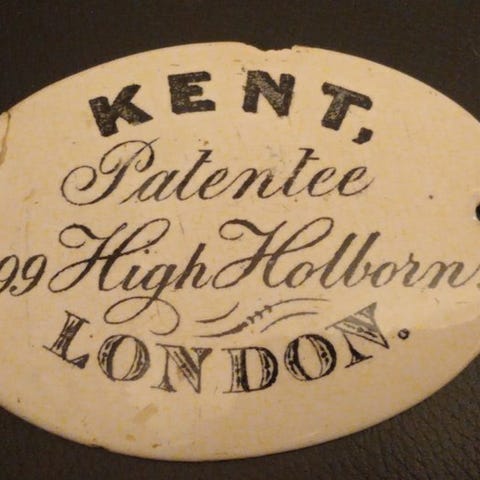 KENT,
Patentee
99 High Holborn.
LONDON.